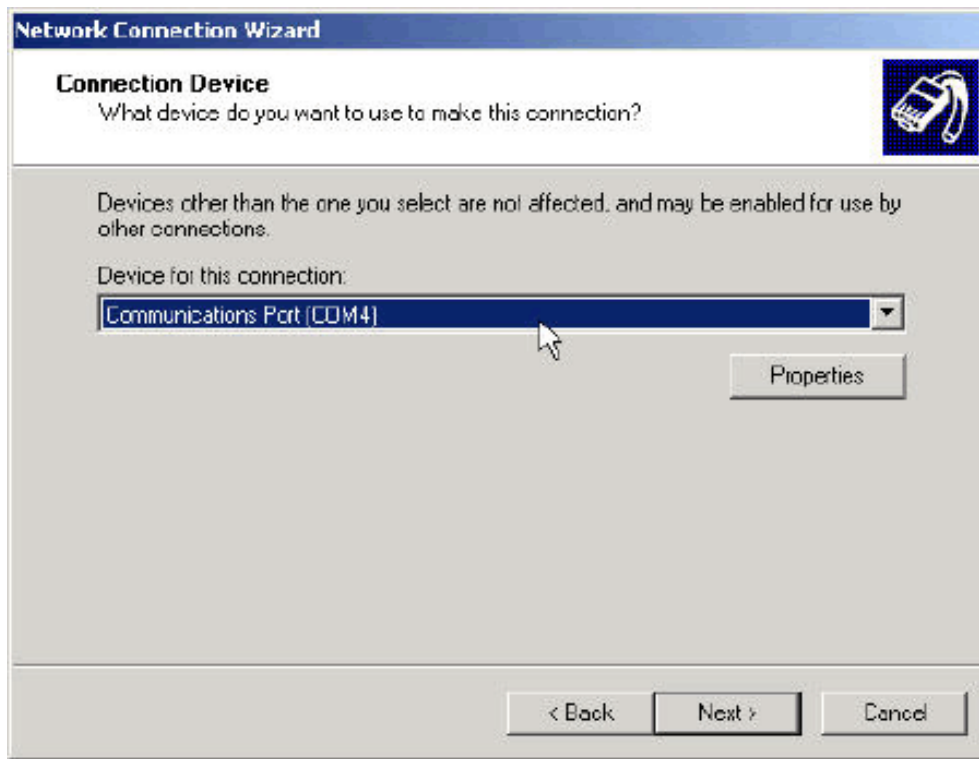 Network Connection Wizard
Connection Device
What device do you want to use to make this connection?
Devices other than the one you select are not affected, and may be enabled for use by
other connections.
Device for this connection:
Communications Port (COM4)
Properties
< Back
Next >
Cancel